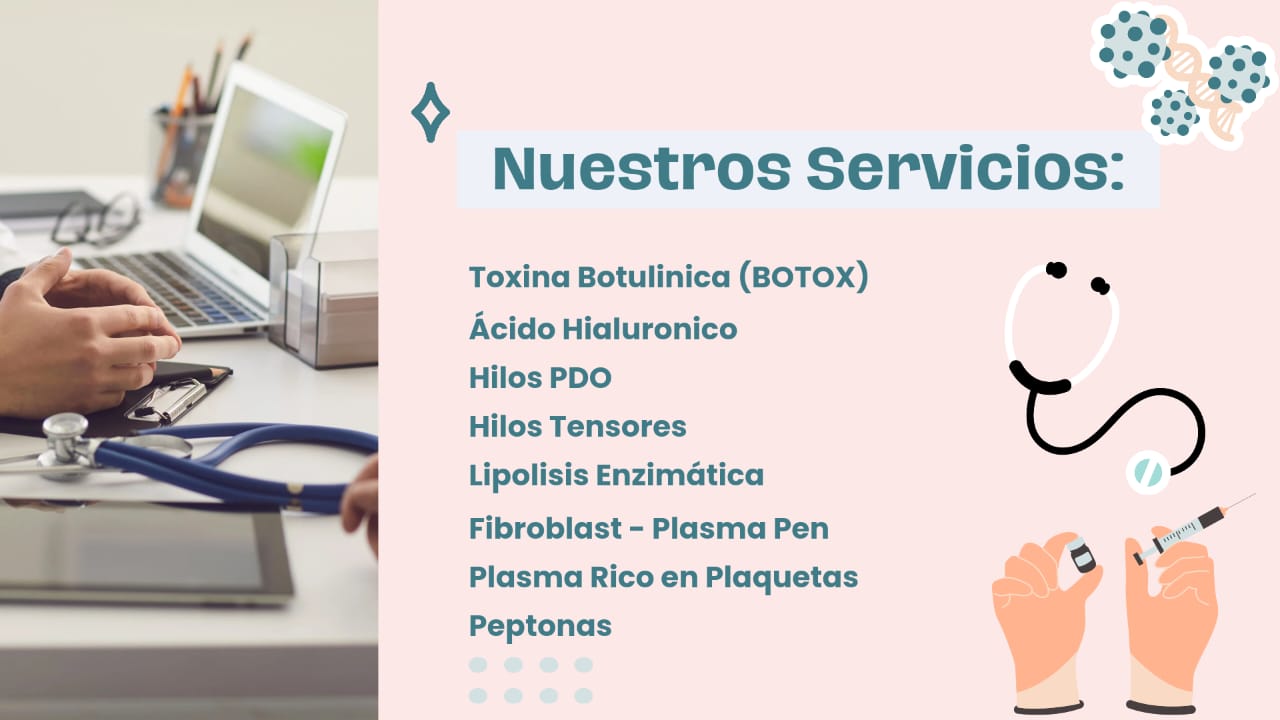 Nuestros Servicios:
Toxina Botulinica (BOTOX)
Ácido Hialuronico
Hilos PDO
Hilos Tensores
Lipolisis Enzimática
Fibroblast - Plasma Pen
Plasma Rico en Plaquetas
Peptonas